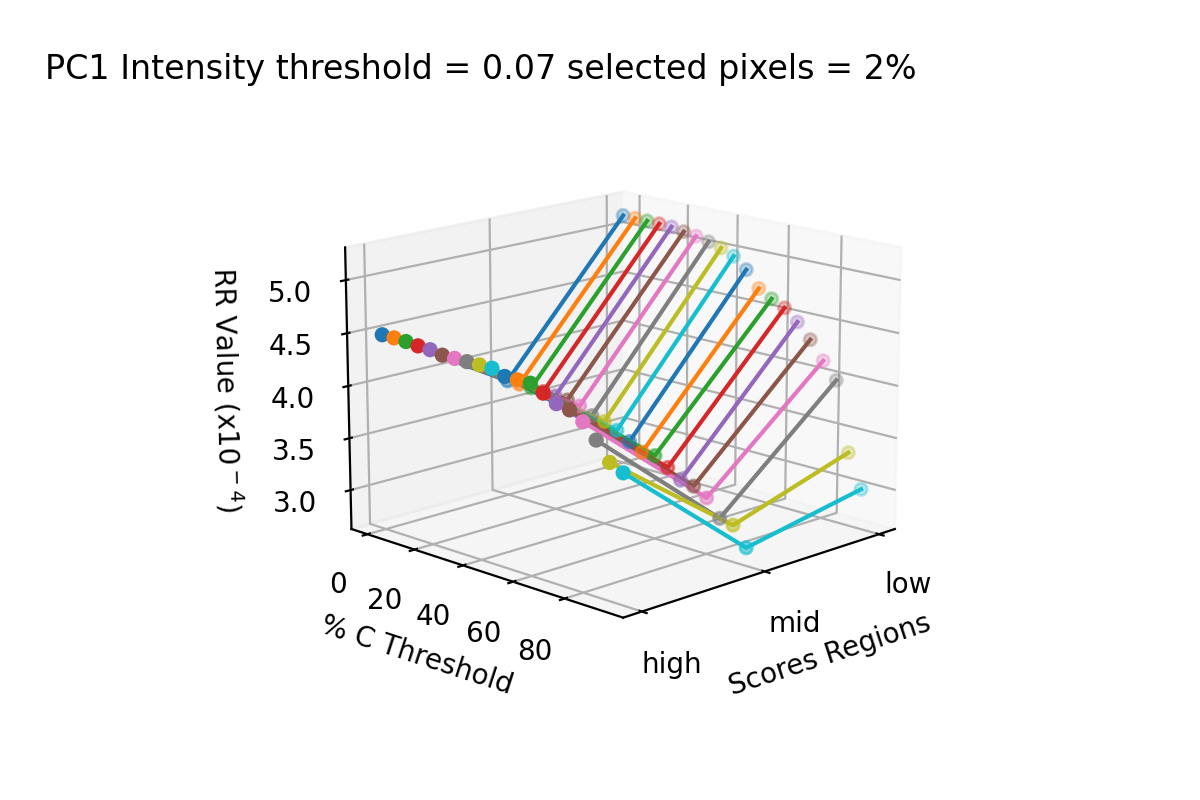 PC1 Intensity threshold = 0.07 selected pixels = 2%
RR Value (x10⁻⁴)
5.0
4.5
4.0
3.5
3.0
0
20
40
60
80
% C Threshold
high
mid
low
Scores Regions